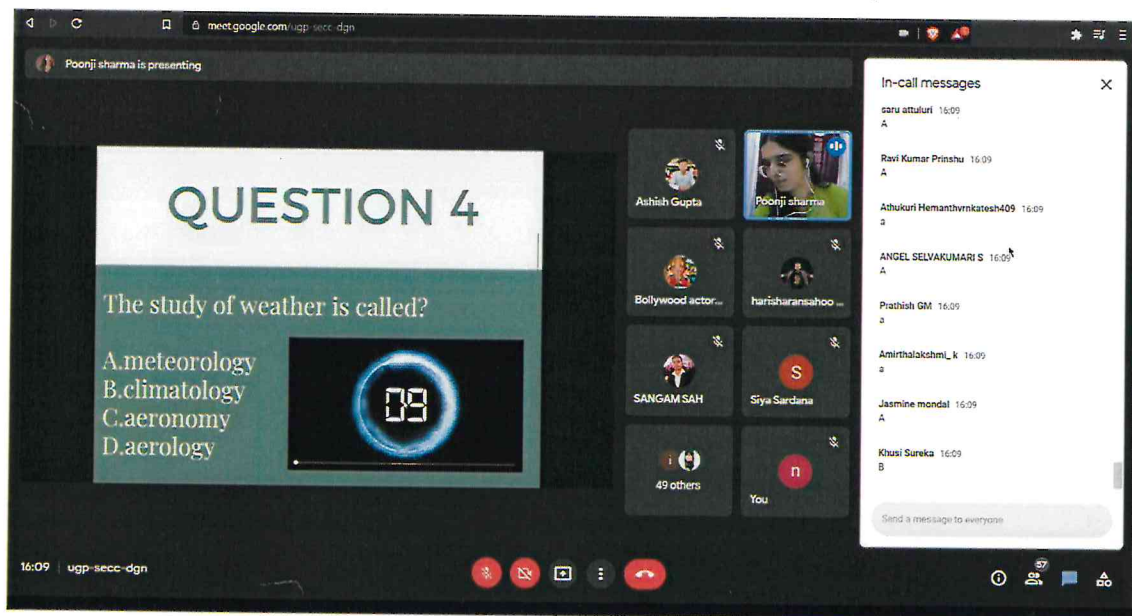 meet.google.com/ugp-secc-dgn
Poonji sharma is presenting
QUESTION 4
The study of weather is called?
A.meteorology
B.climatology
C.aeronomy
D.aerology
09
Ashish Gupta
Poonji sharma
Bollywood actor...
harisharansahoo ...
SANGAM SAH
S
Siya Sardana
i
49 others
n
You
In-call messages
saru attuluri 16:09
A
Ravi Kumar Prinshu 16:09
A
Athukuri Hemanthvrnkatesh409 16:09
a
ANGEL SELVAKUMARI S 16:09
A
Prathish GM 16:09
a
Amirthalakshmi_ k 16:09
a
Jasmine mondal 16:09
A
Khusi Sureka 16:09
B
Send a message to everyone
16:09 | ugp-secc-dgn
57